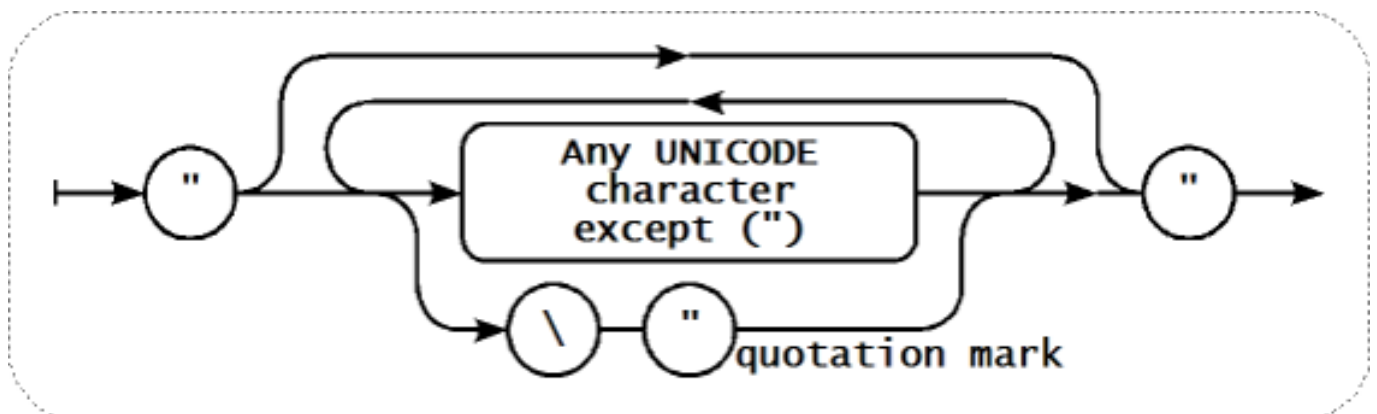 "
Any UNICODE
character
except (")
"
\
"
quotation mark